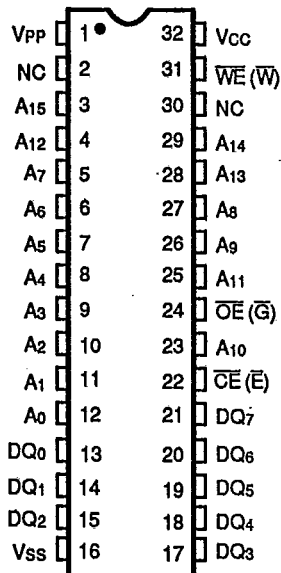 VPP 1 32 VCC
NC 2 31 W̅E̅ (W̅)
A15 3 30 NC
A12 4 29 A14
A7 5 28 A13
A6 6 27 A8
A5 7 26 A9
A4 8 25 A11
A3 9 24 O̅E̅ (G̅)
A2 10 23 A10
A1 11 22 C̅E̅ (E̅)
A0 12 21 DQ7
DQ0 13 20 DQ6
DQ1 14 19 DQ5
DQ2 15 18 DQ4
VSS 16 17 DQ3